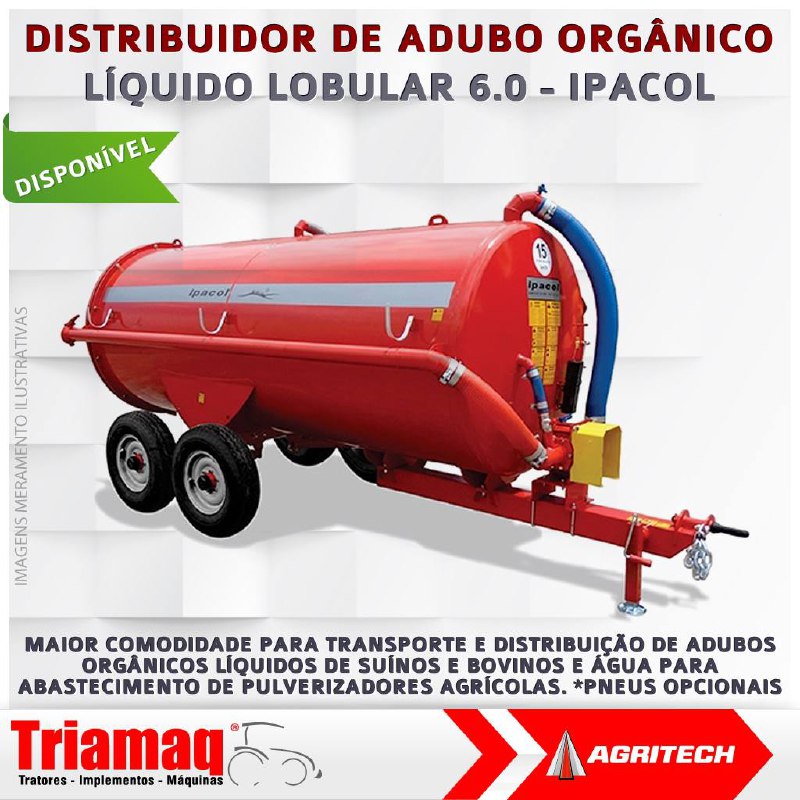 DISTRIBUIDOR DE ADUBO ORGÂNICO
LÍQUIDO LOBULAR 6.0 - IPACOL
DISPONÍVEL
15
ipacol
ipacol
IMAGENS MERAMENTO ILUSTRATIVAS
MAIOR COMODIDADE PARA TRANSPORTE E DISTRIBUIÇÃO DE ADUBOS
ORGÂNICOS LÍQUIDOS DE SUÍNOS E BOVINOS E ÁGUA PARA
ABASTECIMENTO DE PULVERIZADORES AGRÍCOLAS. *PNEUS OPCIONAIS
Triamaq®
Tratores - Implementos - Máquinas
AGRITECH